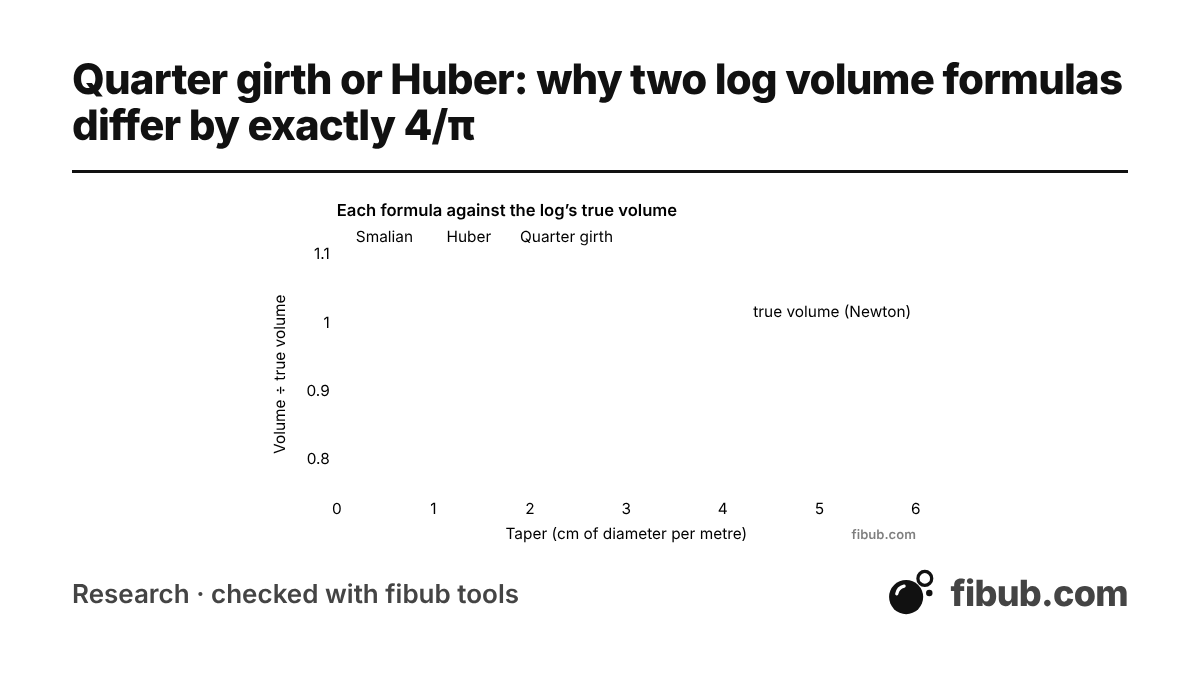 Quarter girth or Huber: why two log volume formulas
differ by exactly 4/π
Each formula against the log’s true volume
Smalian Huber Quarter girth
1.1
1
0.9
0.8
Volume ÷ true volume
true volume (Newton)
0 1 2 3 4 5 6
Taper (cm of diameter per metre)
fibub.com
Research · checked with fibub tools
fibub.com